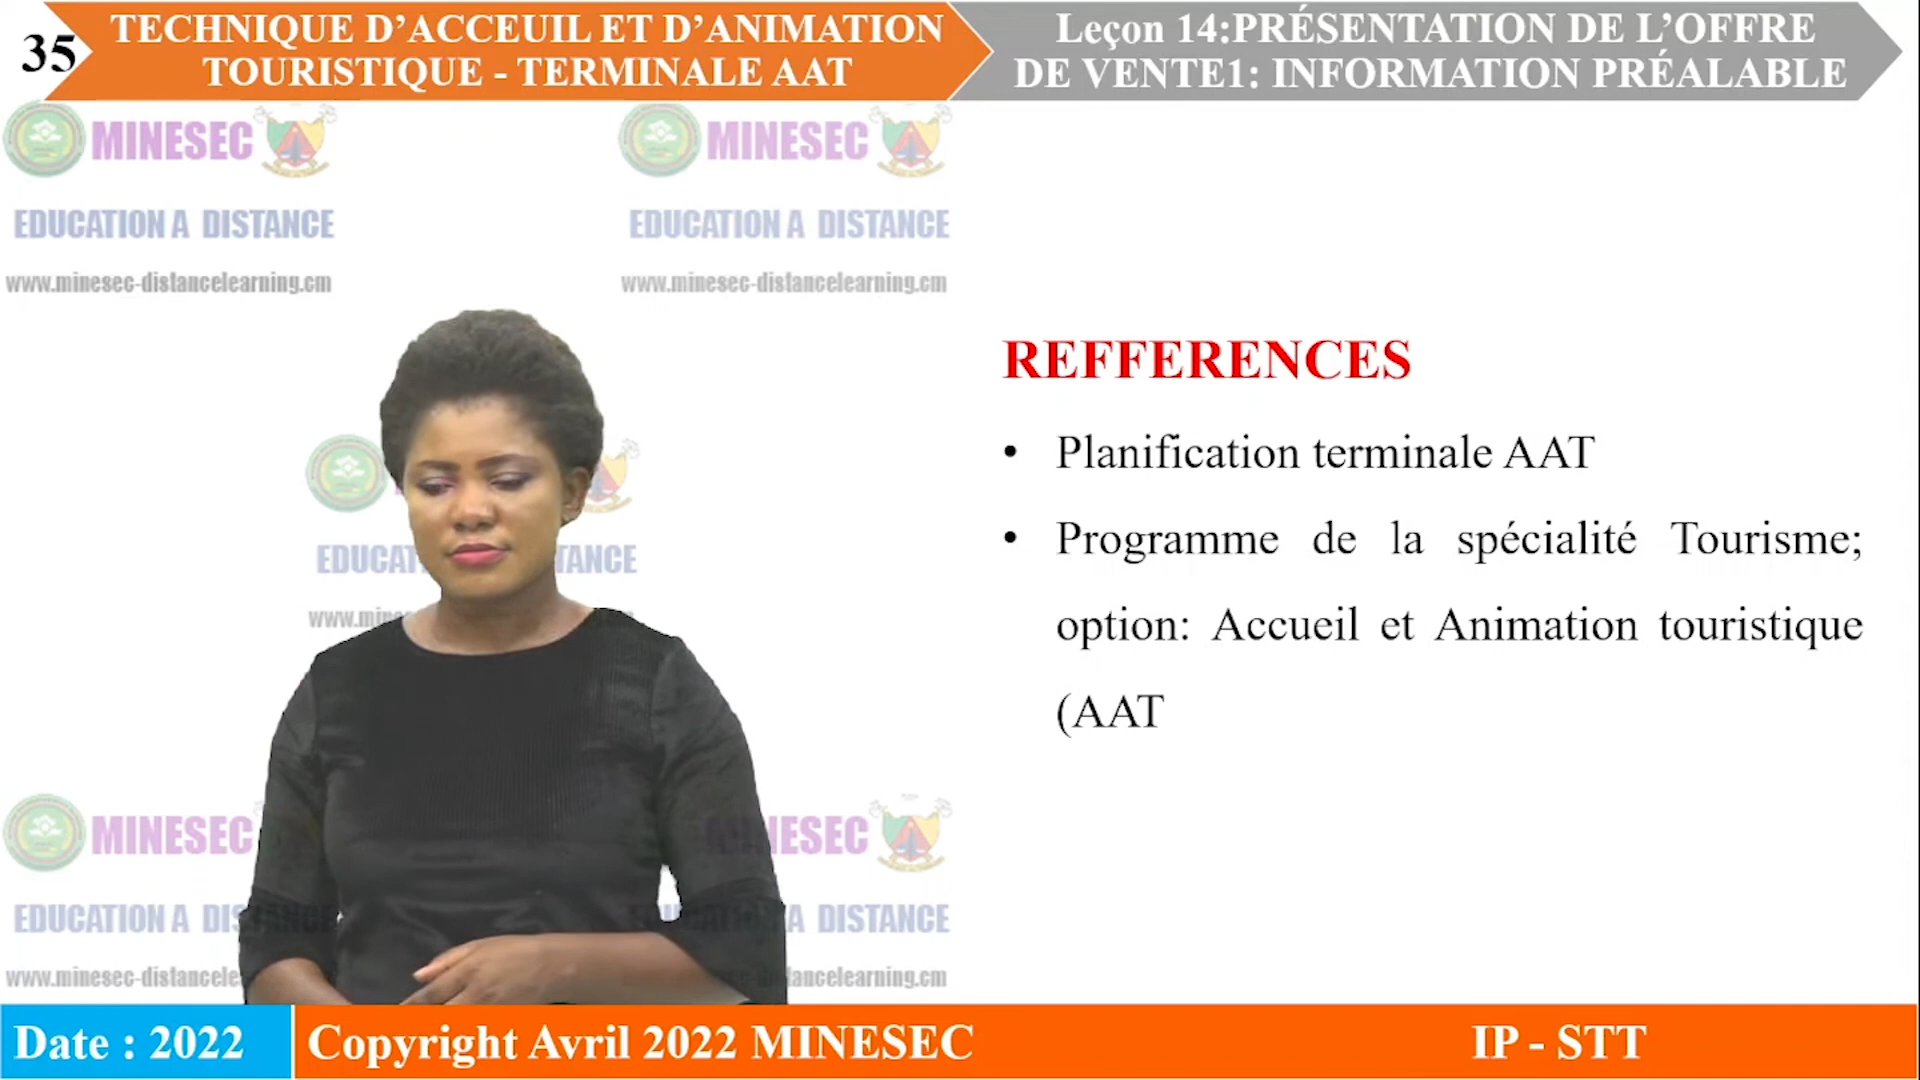 35
TECHNIQUE D’ACCEUIL ET D’ANIMATION
TOURISTIQUE - TERMINALE AAT
Leçon 14:PRÉSENTATION DE L’OFFRE
DE VENTE1: INFORMATION PRÉALABLE
MINESEC
EDUCATION A DISTANCE
www.minesec-distancelearning.cm
MINESEC
EDUCATION A DISTANCE
www.minesec-distancelearning.cm
REFFERENCES
• Planification terminale AAT
• Programme de la spécialité Tourisme;
option: Accueil et Animation touristique
(AAT
MINESEC
EDUCATION A
MINESEC
A DISTANCE
Date : 2022
Copyright Avril 2022 MINESEC
IP - STT